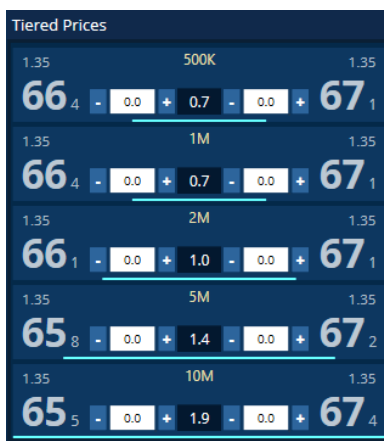 Tiered Prices
1.35 500K 1.35
66 4 - 0.0 + 0.7 - 0.0 + 67 1
1.35 1M 1.35
66 4 - 0.0 + 0.7 - 0.0 + 67 1
1.35 2M 1.35
66 1 - 0.0 + 1.0 - 0.0 + 67 1
1.35 5M 1.35
65 8 - 0.0 + 1.4 - 0.0 + 67 2
1.35 10M 1.35
65 5 - 0.0 + 1.9 - 0.0 + 67 4